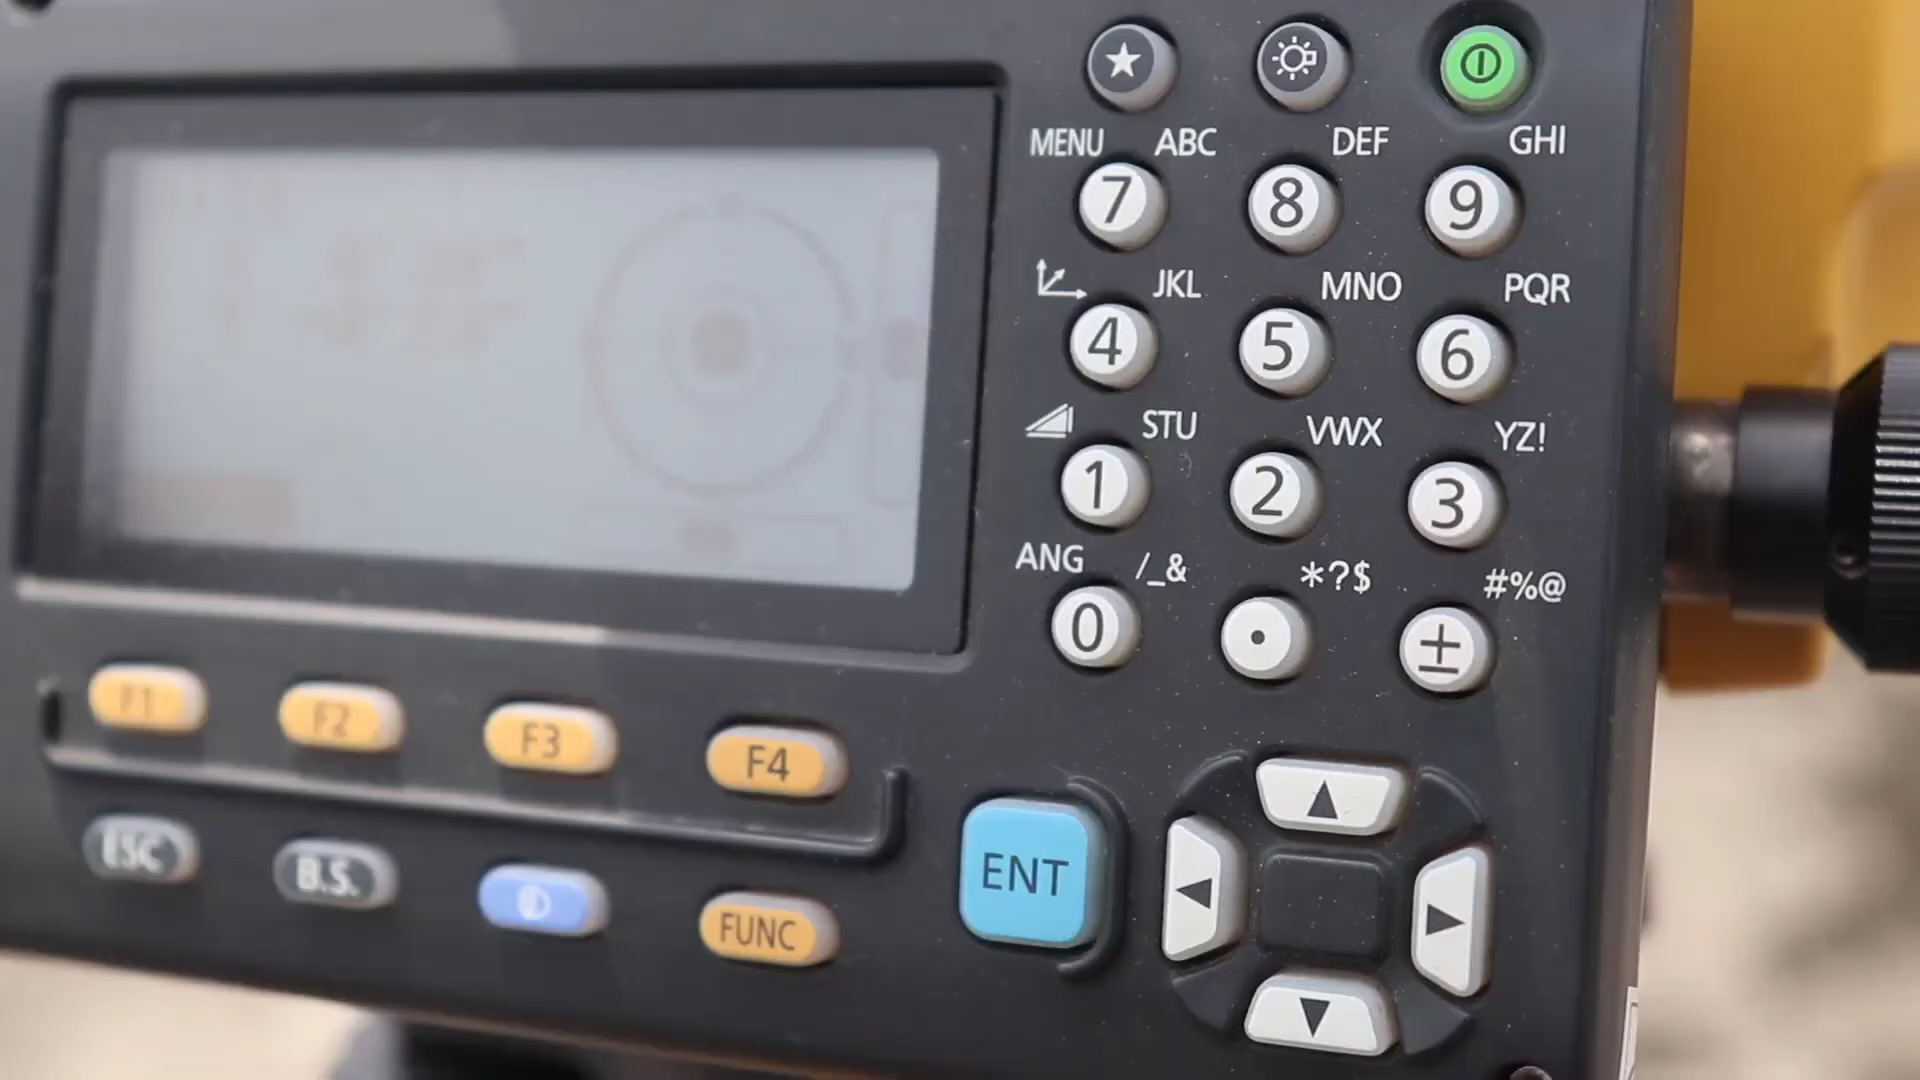 MENU ABC DEF GHI
7 8 9
JKL MNO PQR
4 5 6
STU VWX YZ!
1 2 3
ANG /_& *?$ #%@
0 . ±
F1 F2 F3 F4
ESC B.S. FUNC ENT